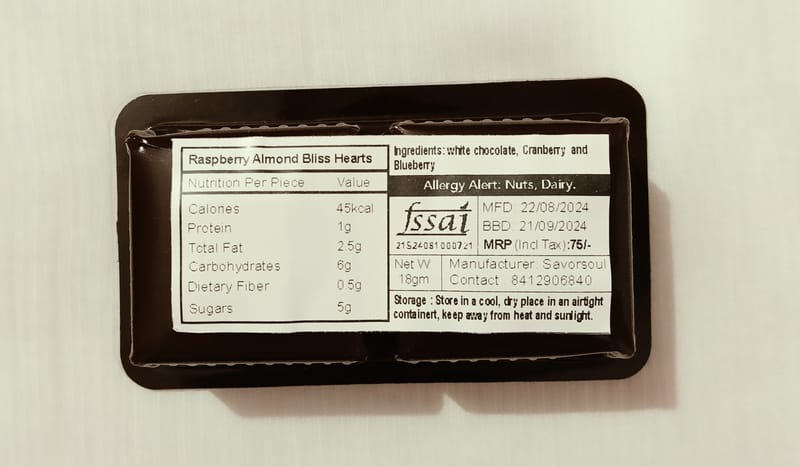 Raspberry Almond Bliss Hearts
Nutrition Per Piece Value
Calories 45kcal
Protein 1g
Total Fat 2.5g
Carbohydrates 6g
Dietary Fiber 0.5g
Sugars 5g
Ingredients: white chocolate, Cranberry and
Blueberry
Allergy Alert: Nuts, Dairy.
fssai
21524081000721
MFD 22/08/2024
BBD 21/09/2024
MRP (Incl Tax):75/-
Net W
18gm
Manufacturer: Savorsoul
Contact 8412906840
Storage : Store in a cool, dry place in an airtight
containert, keep away from heat and sunlight.